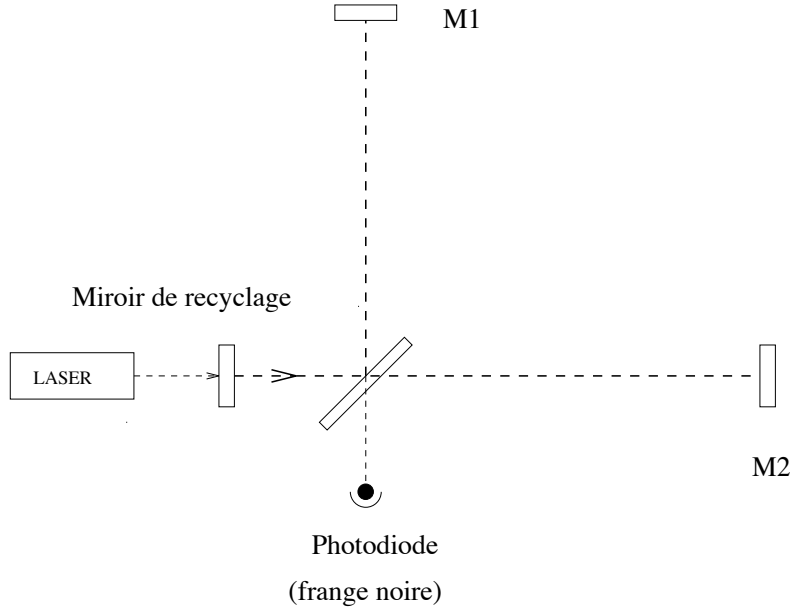 M1
Miroir de recyclage
LASER
M2
Photodiode
(frange noire)